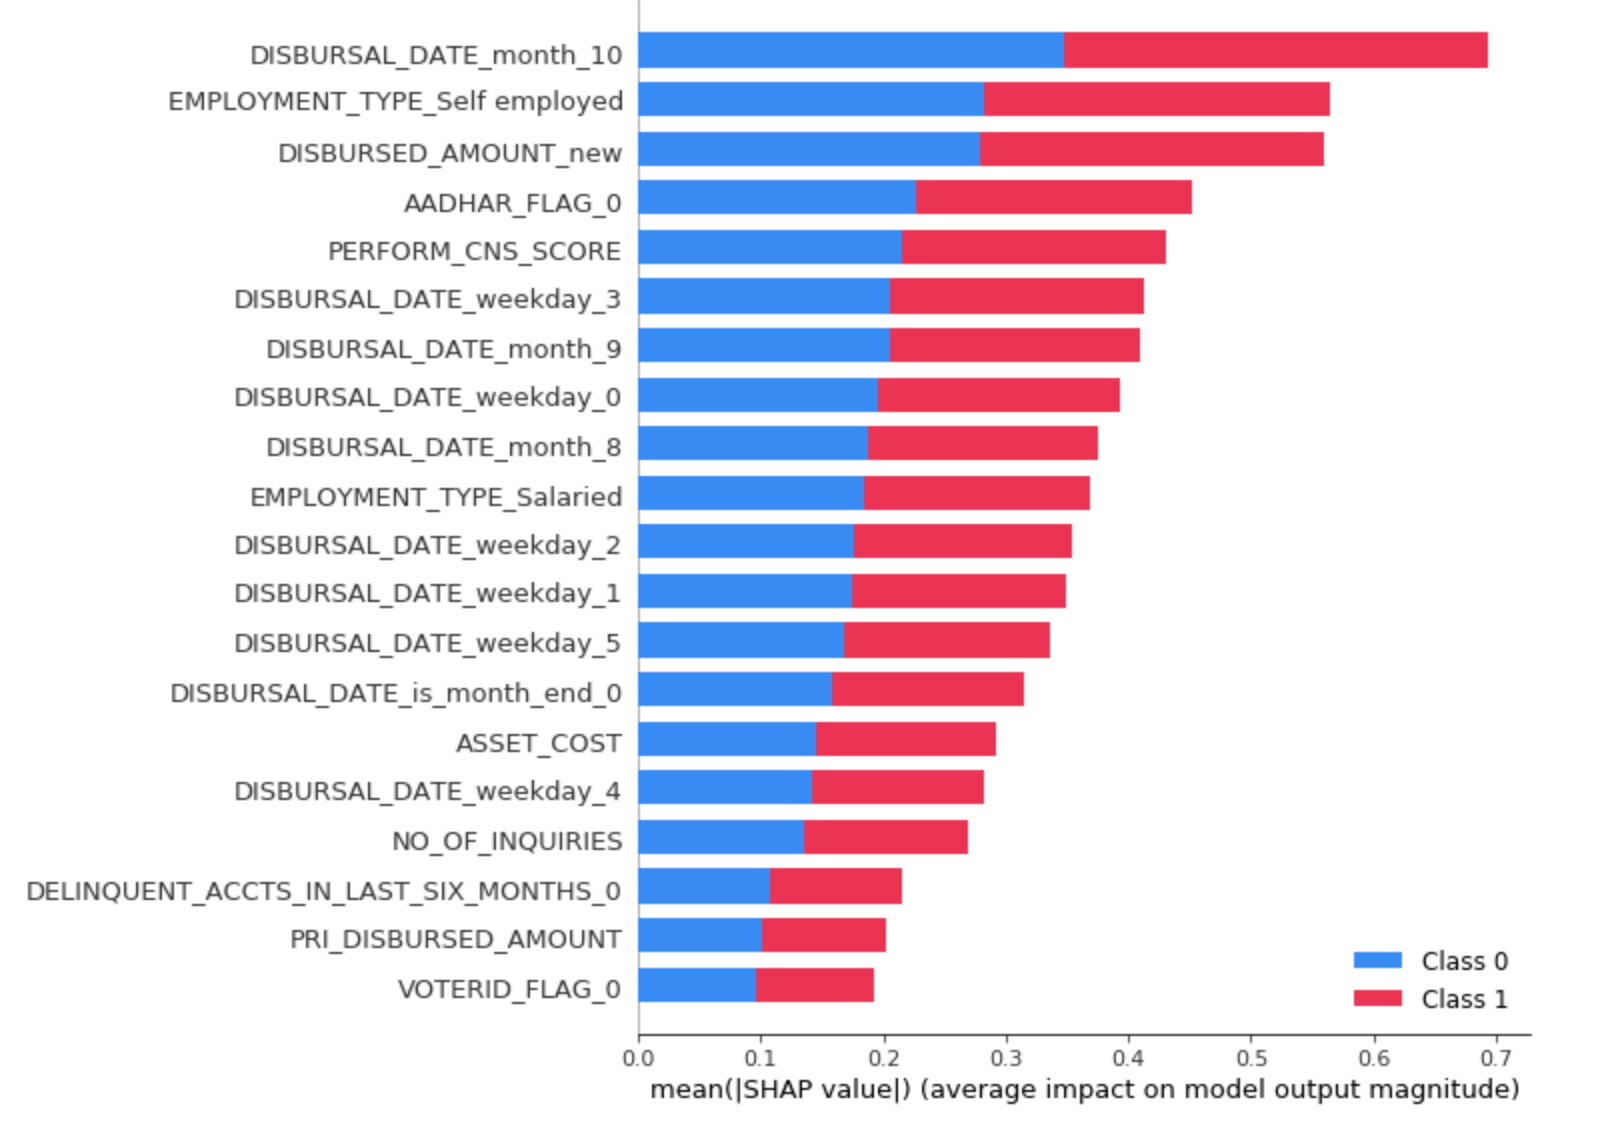 DISBURSAL_DATE_month_10
EMPLOYMENT_TYPE_Self employed
DISBURSED_AMOUNT_new
AADHAR_FLAG_0
PERFORM_CNS_SCORE
DISBURSAL_DATE_weekday_3
DISBURSAL_DATE_month_9
DISBURSAL_DATE_weekday_0
DISBURSAL_DATE_month_8
EMPLOYMENT_TYPE_Salaried
DISBURSAL_DATE_weekday_2
DISBURSAL_DATE_weekday_1
DISBURSAL_DATE_weekday_5
DISBURSAL_DATE_is_month_end_0
ASSET_COST
DISBURSAL_DATE_weekday_4
NO_OF_INQUIRIES
DELINQUENT_ACCTS_IN_LAST_SIX_MONTHS_0
PRI_DISBURSED_AMOUNT
VOTERID_FLAG_0
Class 0
Class 1
0.0 0.1 0.2 0.3 0.4 0.5 0.6 0.7
mean(|SHAP value|) (average impact on model output magnitude)